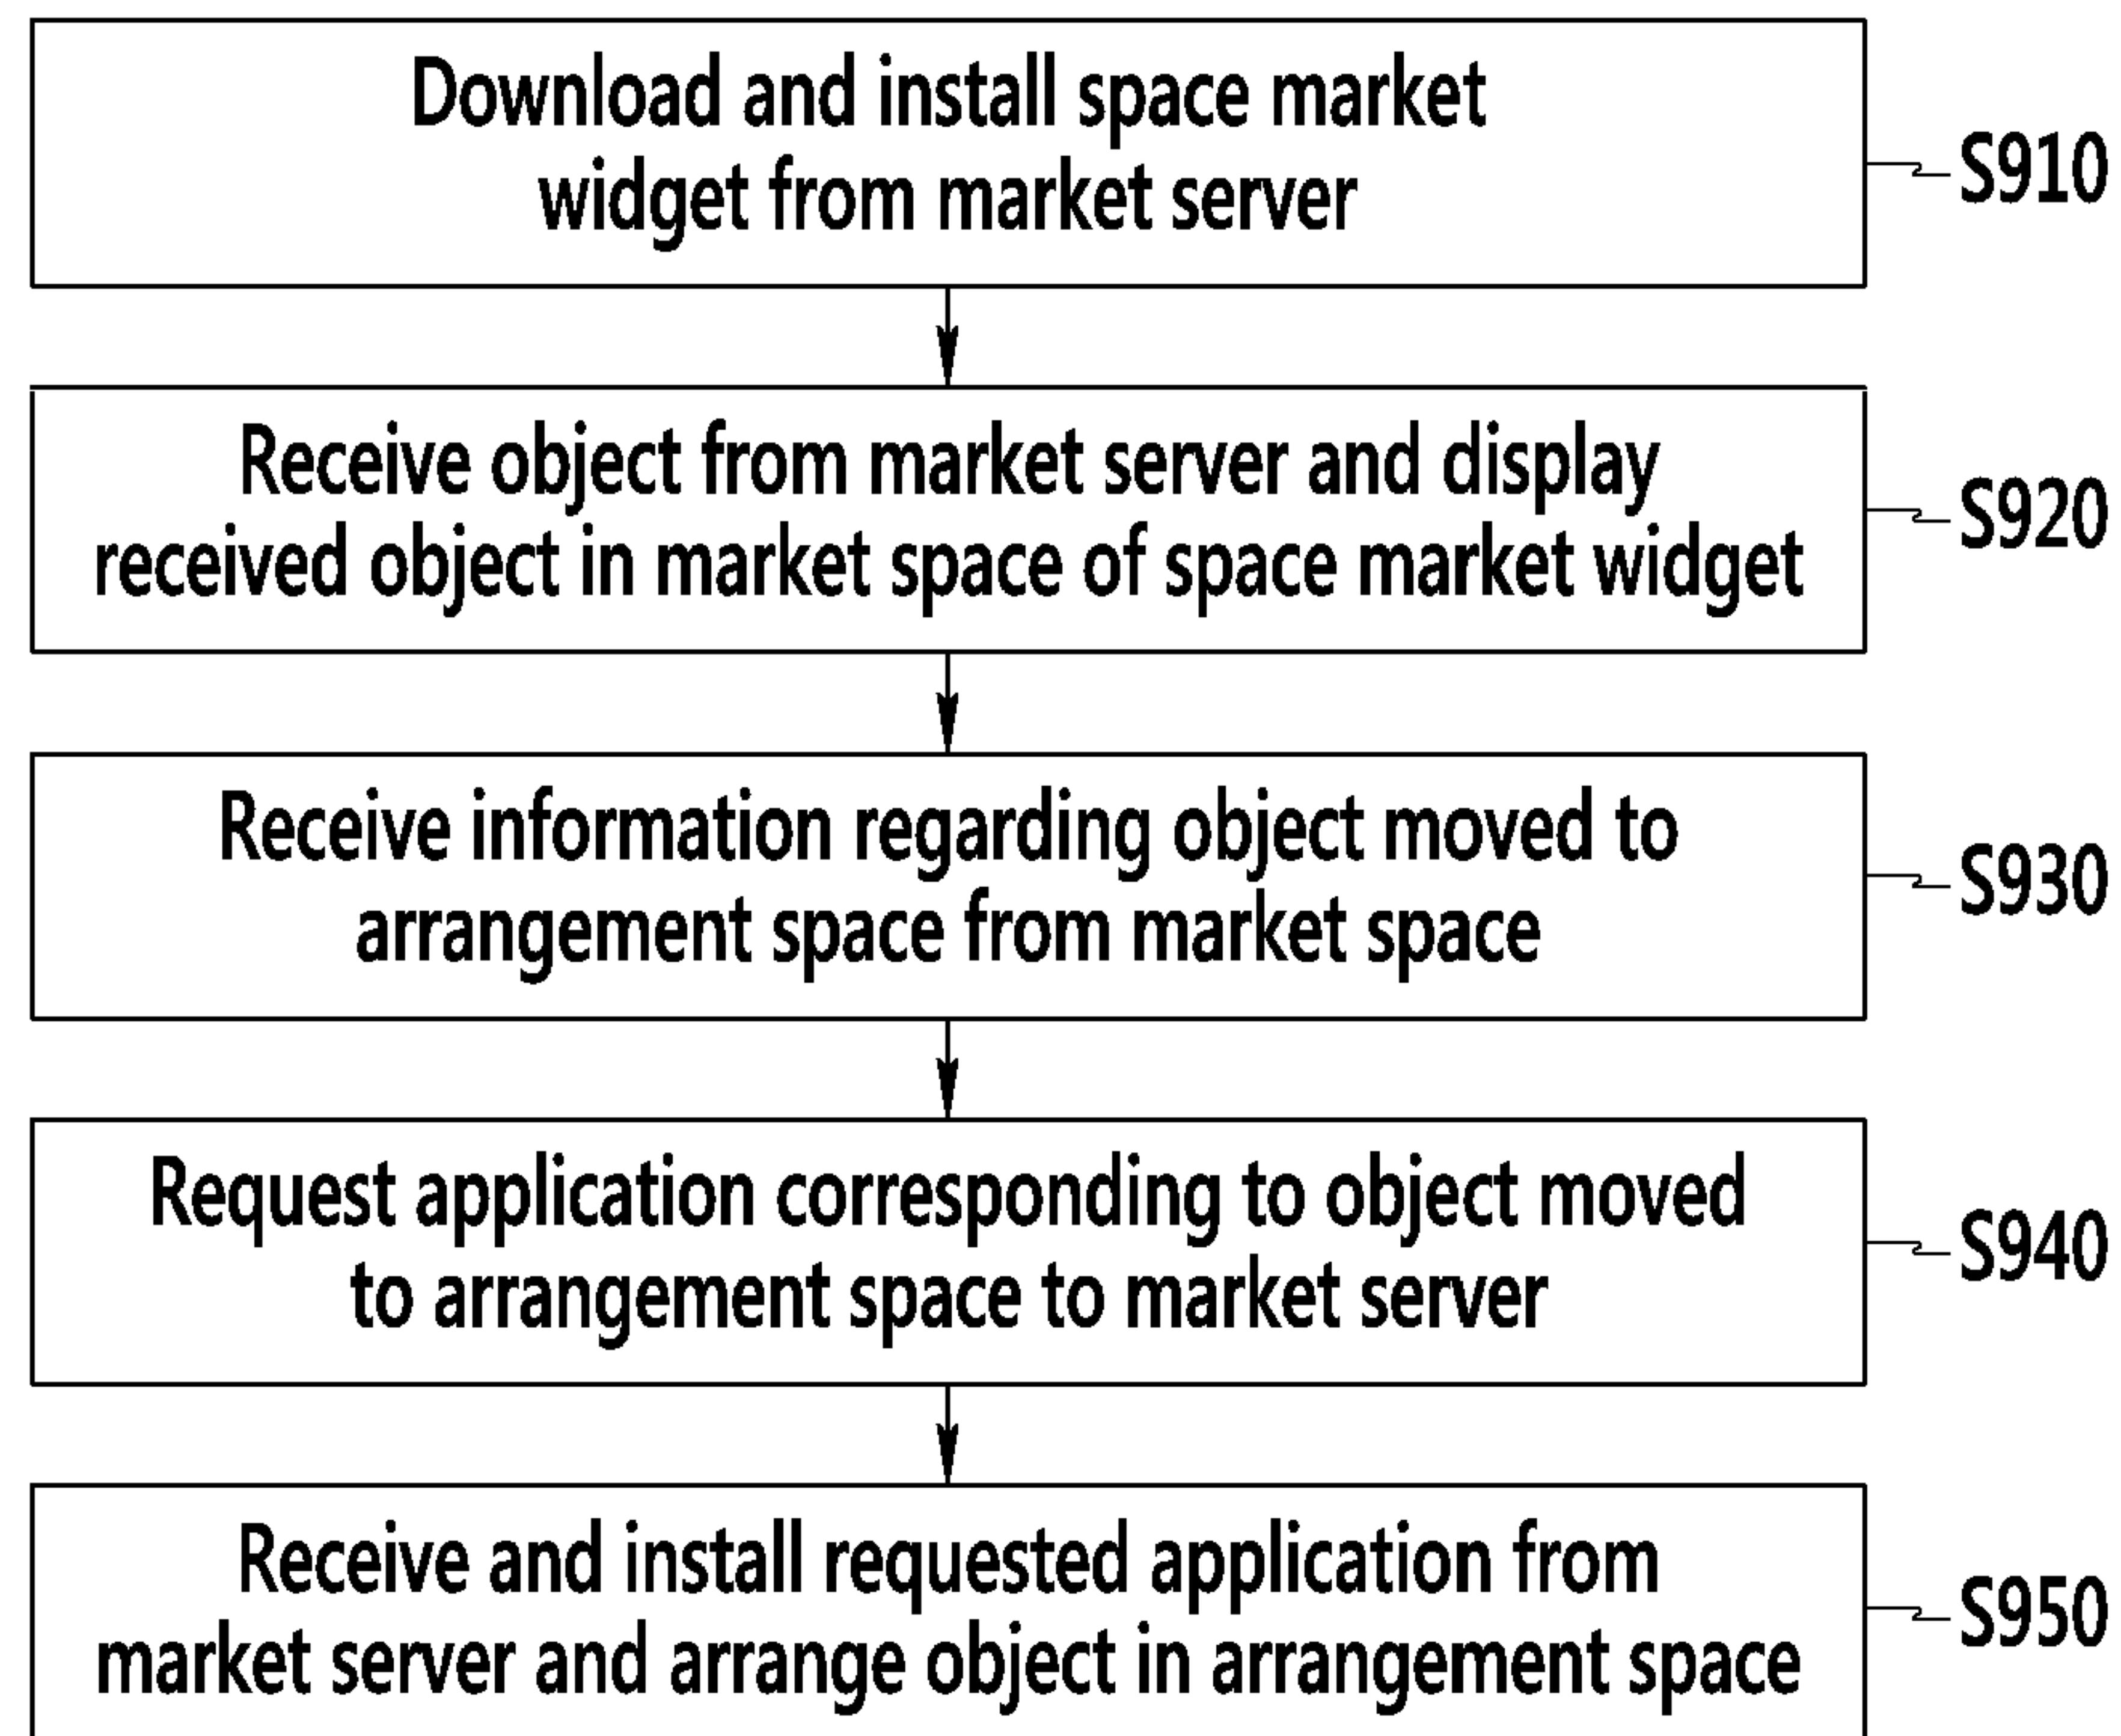 Download and install space market
widget from market server
S910
Receive object from market server and display
received object in market space of space market widget
S920
Receive information regarding object moved to
arrangement space from market space
S930
Request application corresponding to object moved
to arrangement space to market server
S940
Receive and install requested application from
market server and arrange object in arrangement space
S950